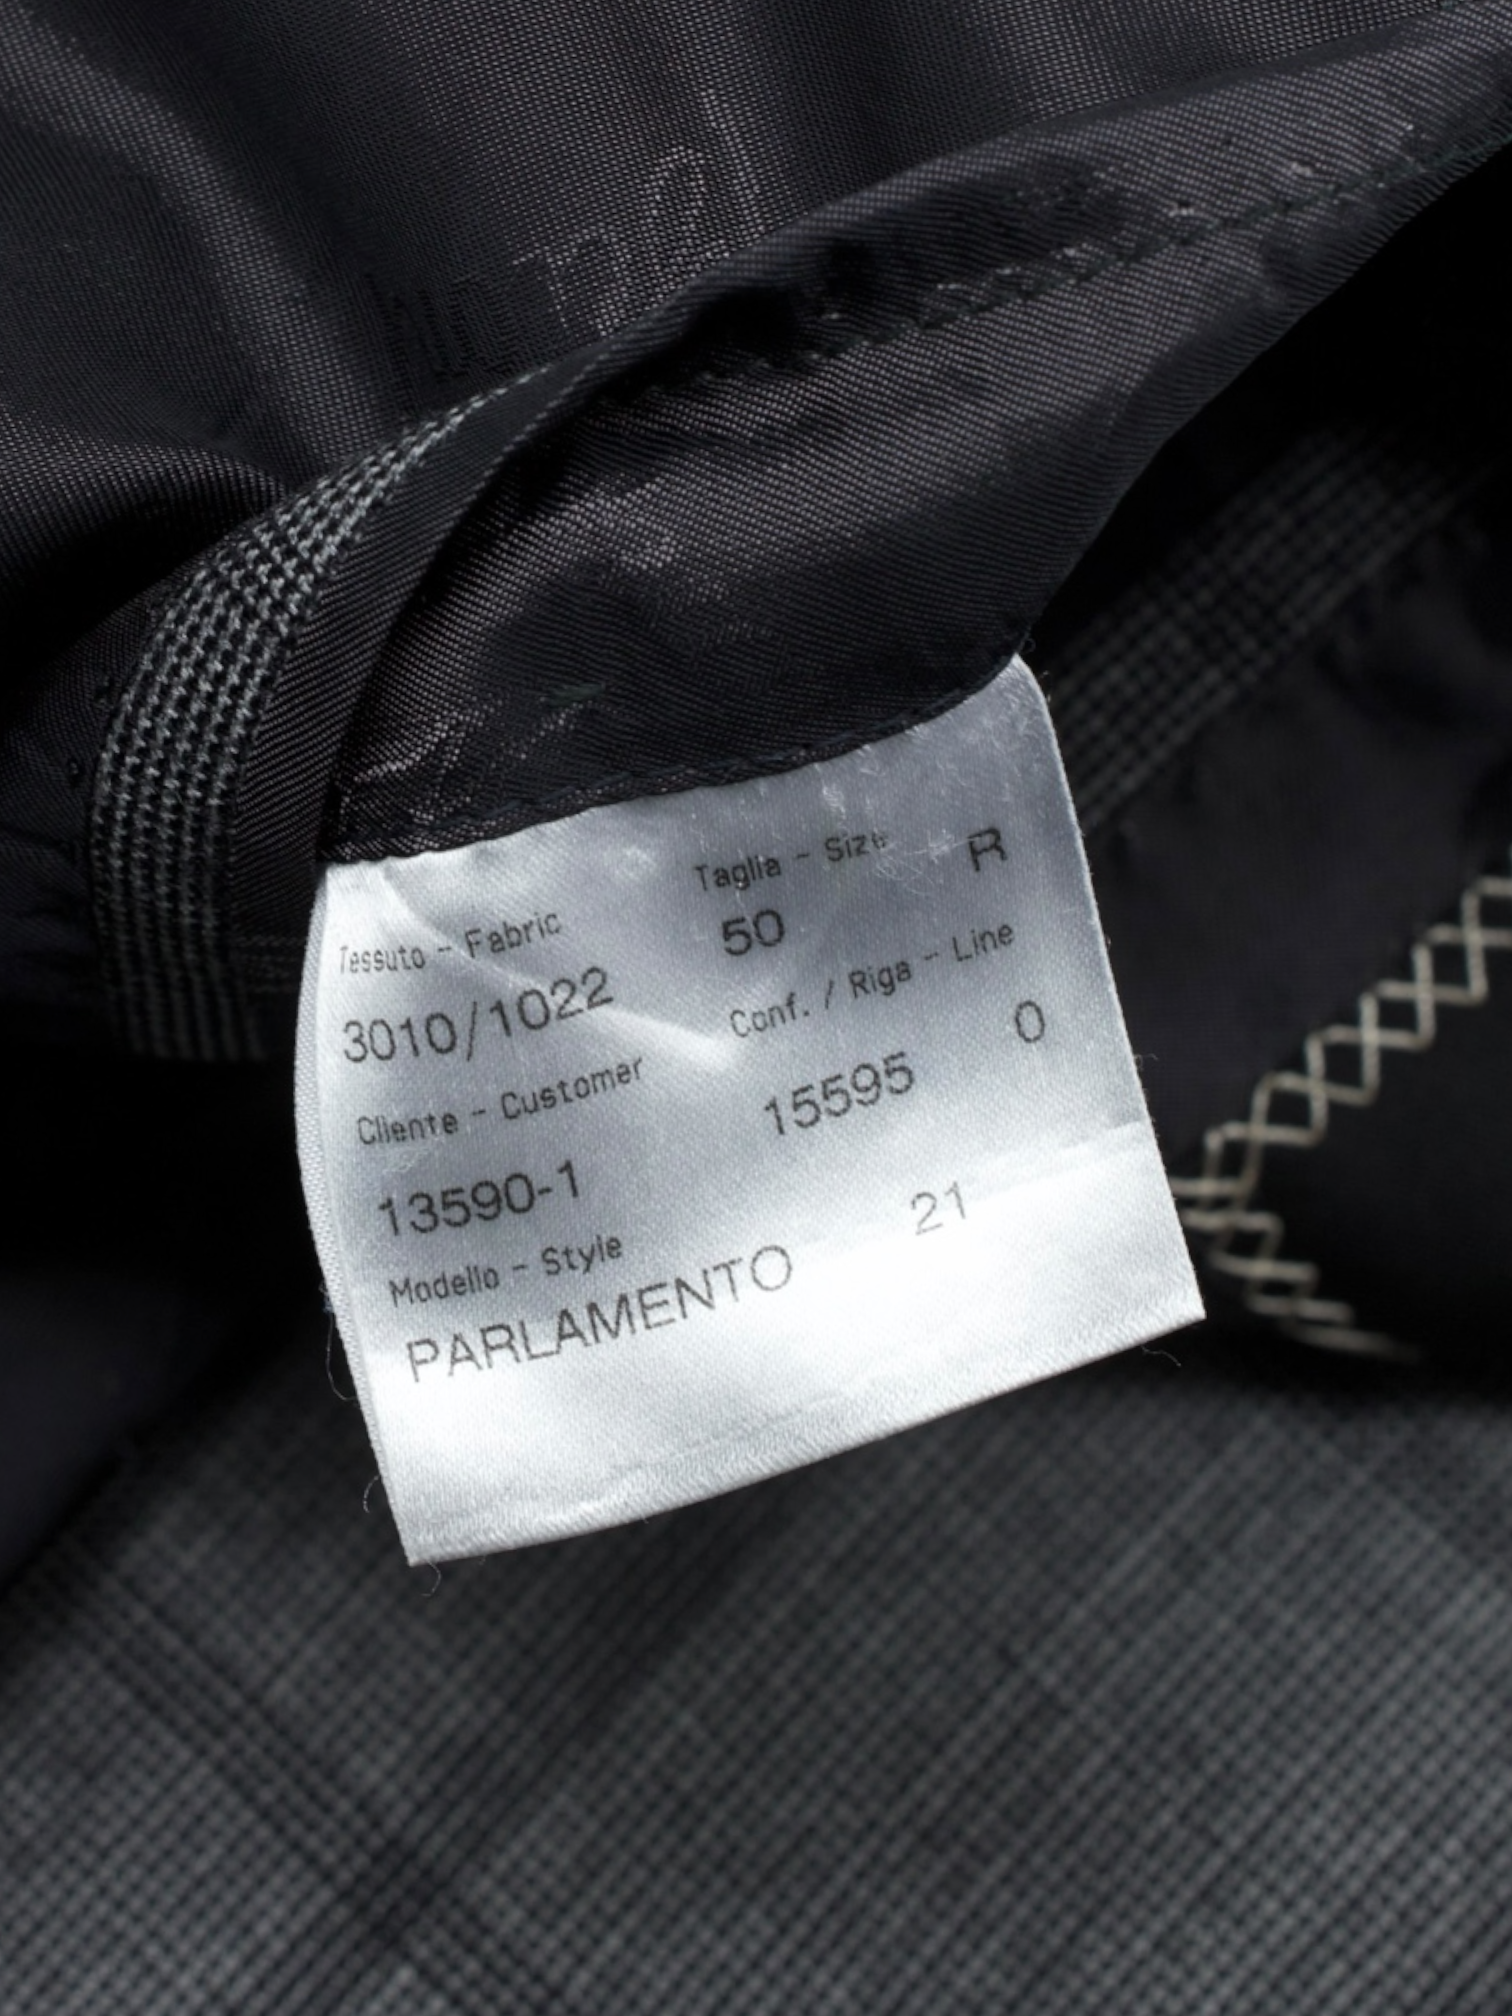 Taglia - Size R
Tessuto - Fabric 50
3010/1022 Conf. / Riga - Line
Cliente - Customer 15595 0
13590-1
Modello - Style 21
PARLAMENTO